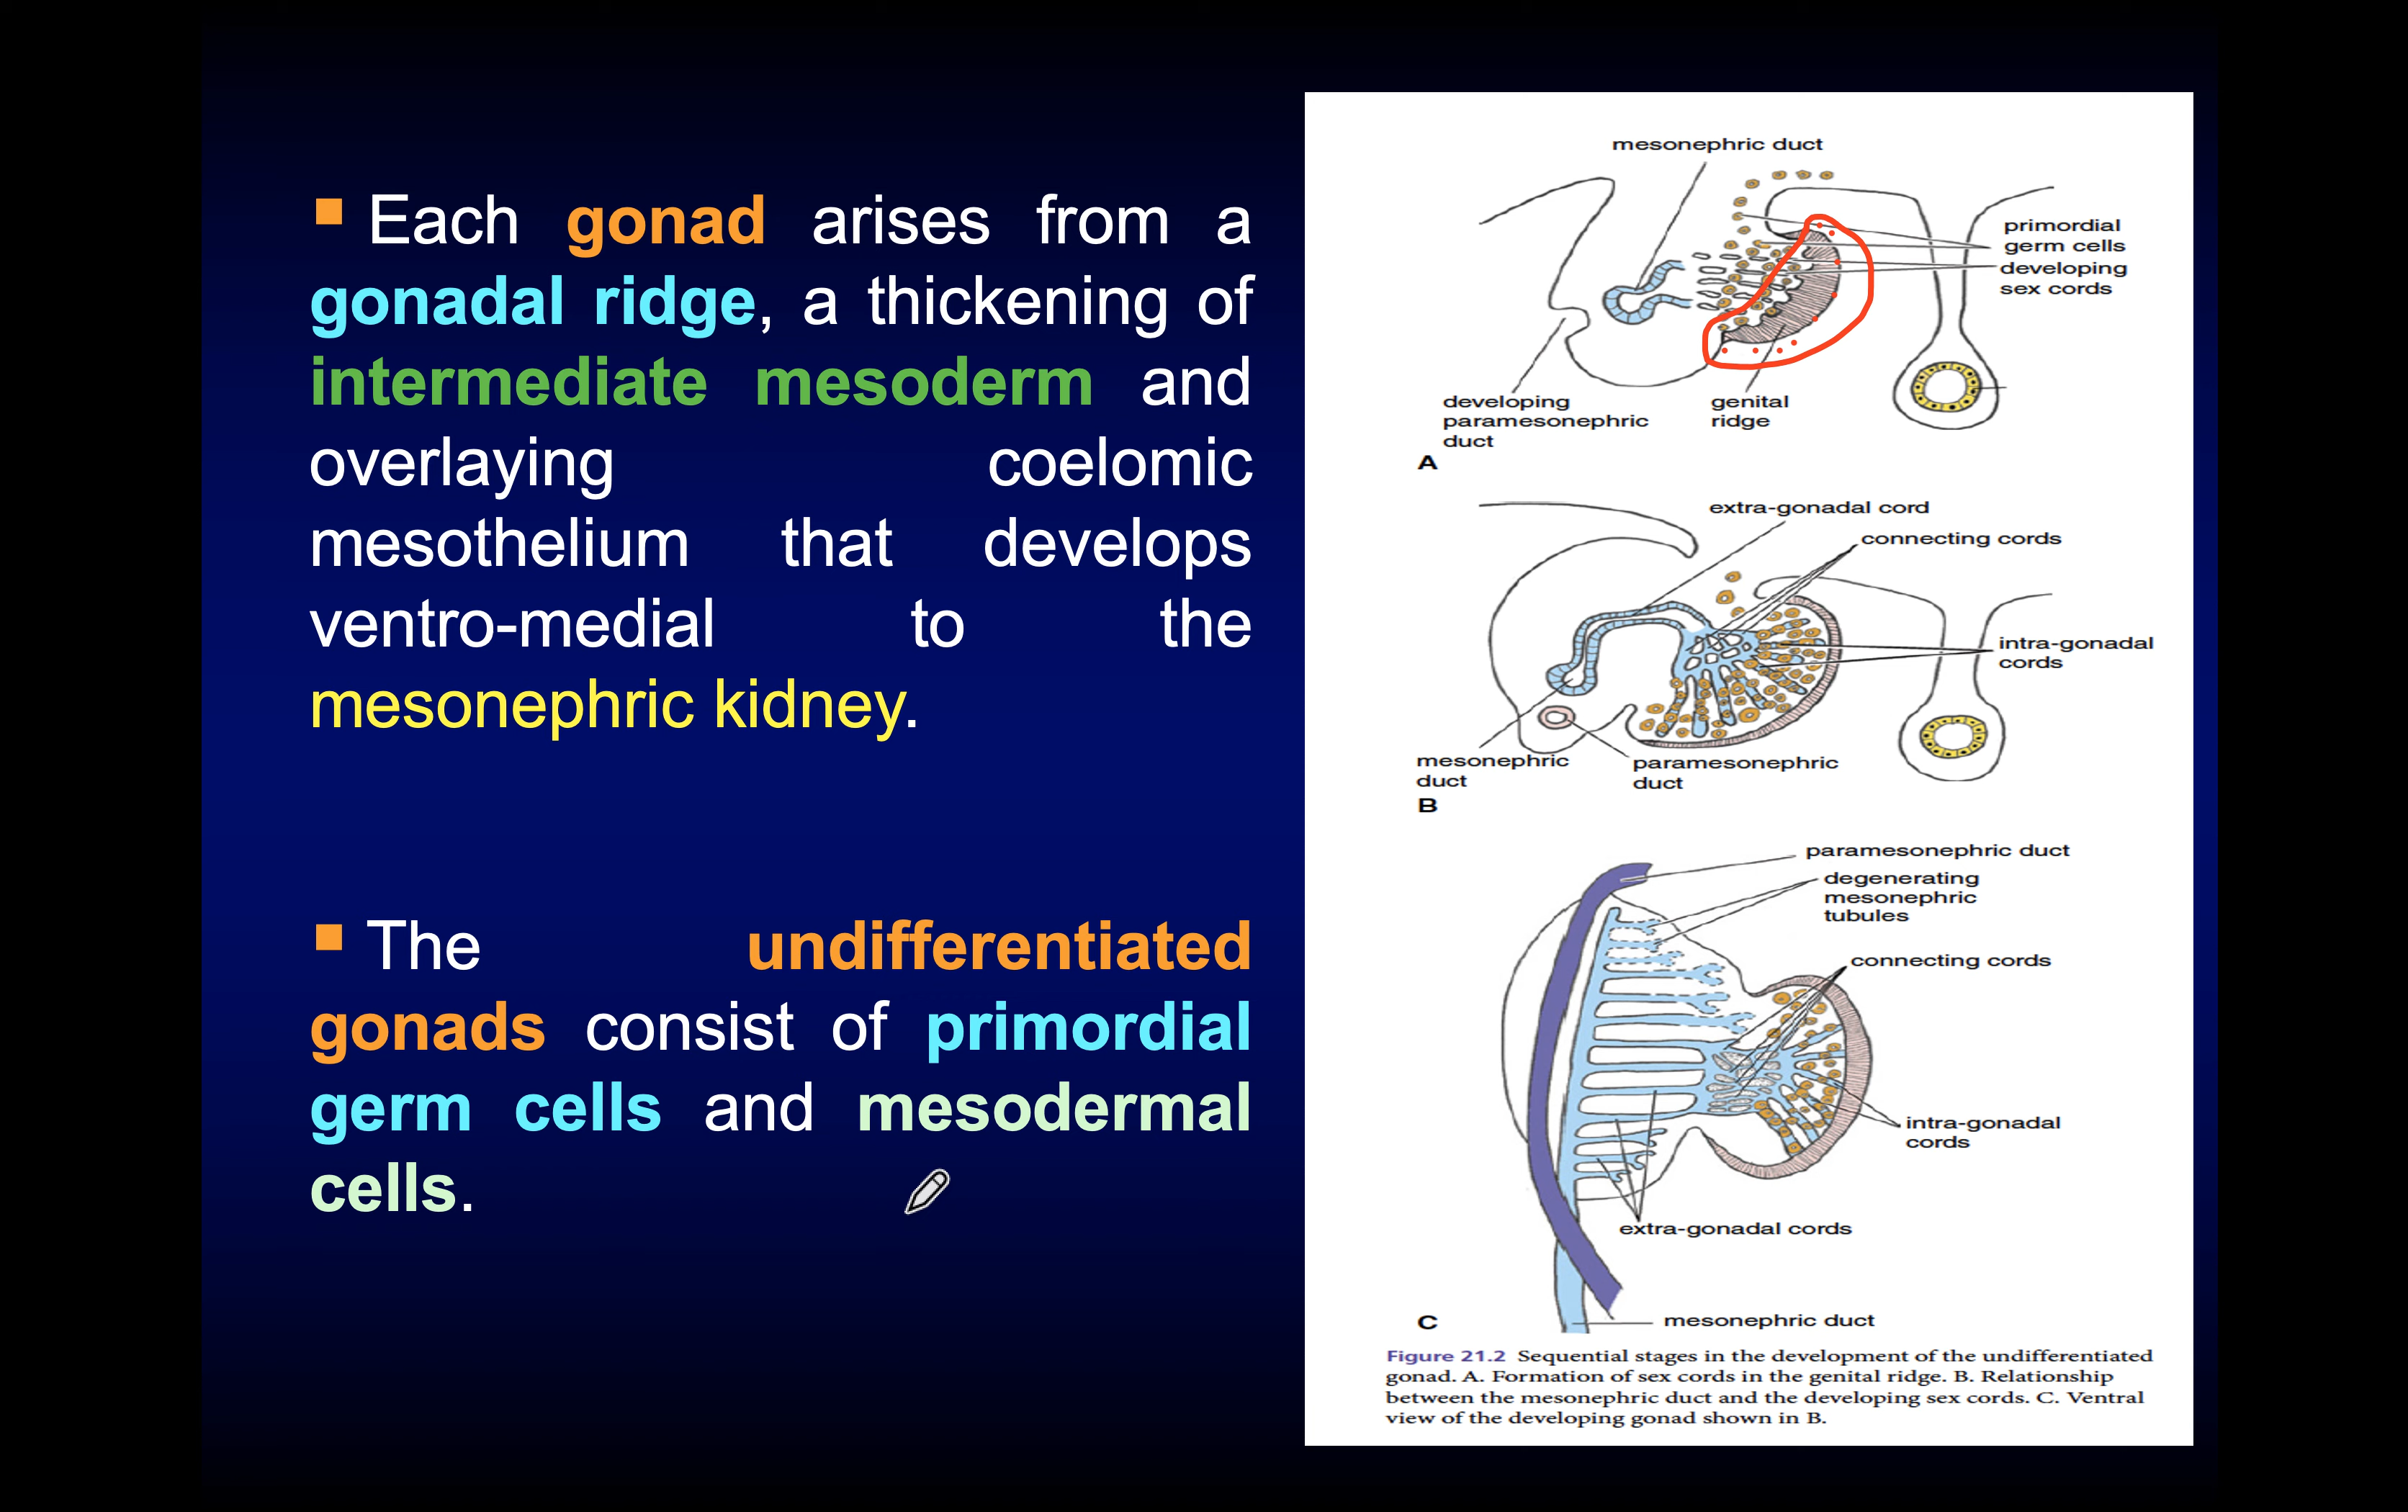 Each gonad arises from a
gonadal ridge, a thickening of
intermediate mesoderm and
overlaying coelomic
mesothelium that develops
ventro-medial to the
mesonephric kidney.
The undifferentiated
gonads consist of primordial
germ cells and mesodermal
cells.
mesonephric duct
primordial
germ cells
developing
sex cords
developing
paramesonephric
duct
genital
ridge
A
extra-gonadal cord
connecting cords
intra-gonadal
cords
mesonephric
duct
paramesonephric
duct
B
paramesonephric duct
degenerating
mesonephric
tubules
connecting cords
intra-gonadal
cords
extra-gonadal cords
C
mesonephric duct
Figure 21.2 Sequential stages in the development of the undifferentiated
gonad. A. Formation of sex cords in the genital ridge. B. Relationship
between the mesonephric duct and the developing sex cords. C. Ventral
view of the developing gonad shown in B.